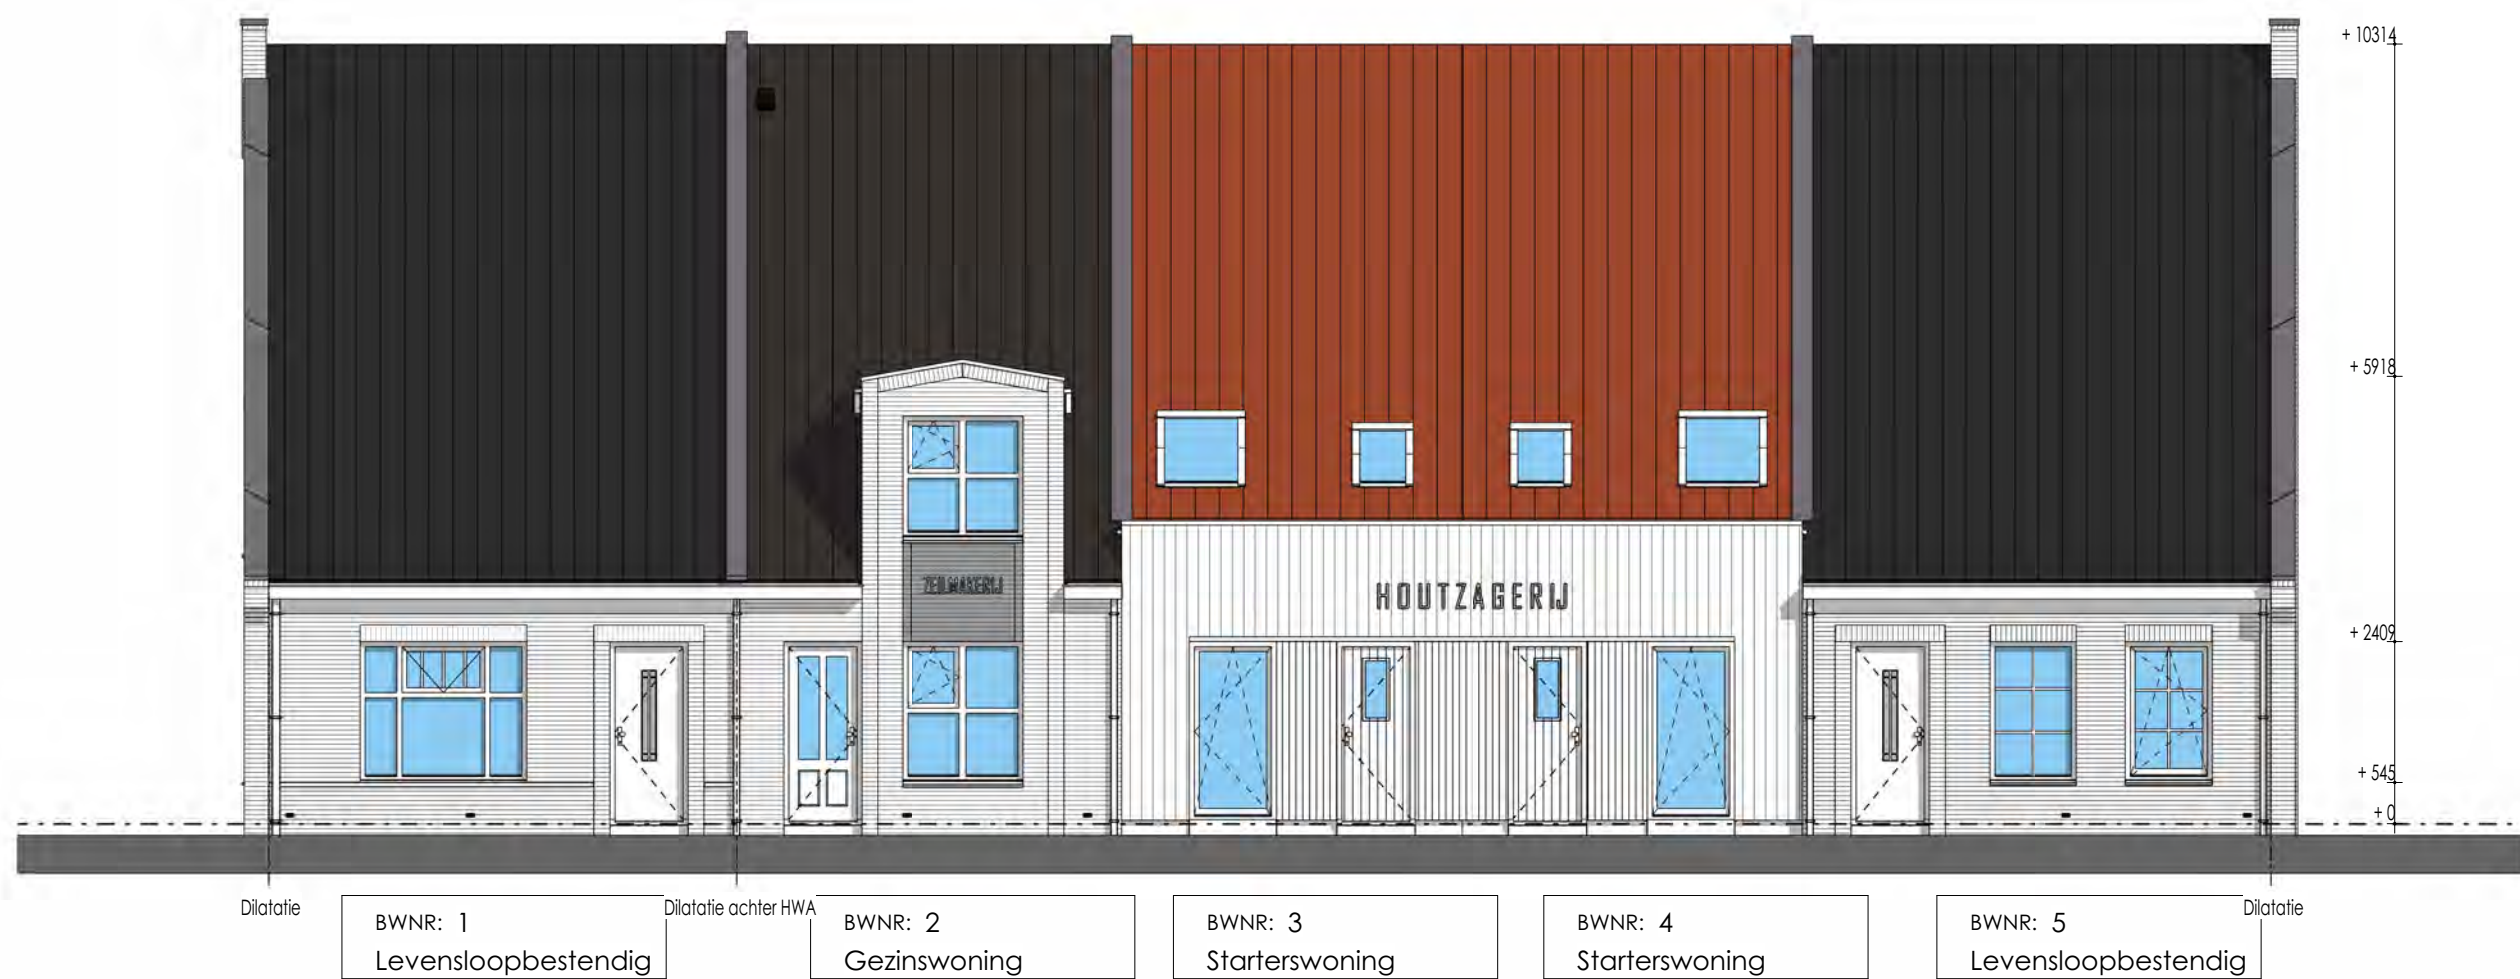 + 10314
+ 5918
ZEILMAKERIJ
HOUTZAGERIJ
+ 2409
+ 545
+ 0
Dilatatie
Dilatatie achter HWA
Dilatatie
BWNR: 1
Levensloopbestendig
BWNR: 2
Gezinswoning
BWNR: 3
Starterswoning
BWNR: 4
Starterswoning
BWNR: 5
Levensloopbestendig